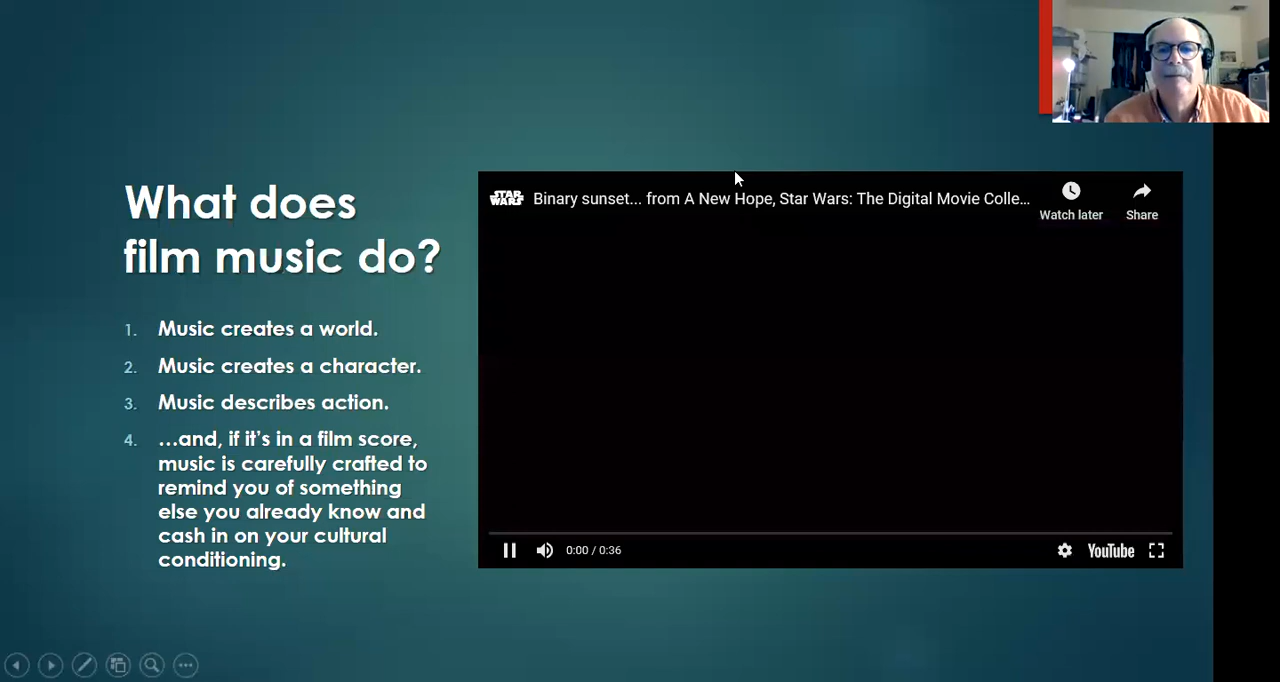 What does
film music do?
1. Music creates a world.
2. Music creates a character.
3. Music describes action.
4. …and, if it's in a film score,
music is carefully crafted to
remind you of something
else you already know and
cash in on your cultural
conditioning.
STAR WARS
Binary sunset... from A New Hope, Star Wars: The Digital Movie Colle...
Watch later
Share
0:00 / 0:36
YouTube